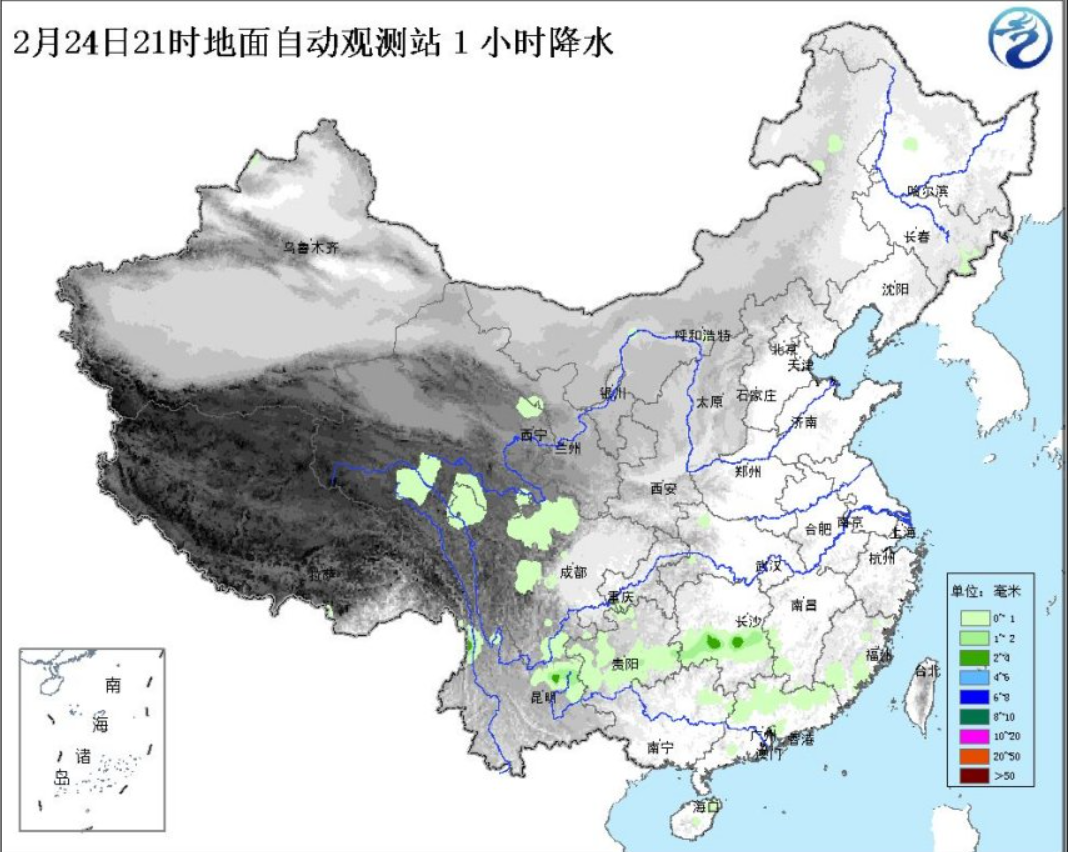 2月24日21时地面自动观测站 1 小时降水
哈尔滨
长春
乌鲁木齐
沈阳
呼和浩特
北京
天津
银川
太原
石家庄
济南
西宁
兰州
郑州
西安
合肥
南京
上海
成都
武汉
杭州
拉萨
重庆
南昌
长沙
贵阳
福州
台北
昆明
广州
香港
南宁
澳门
海口
南
海
诸
岛
单位：毫米
0~ 1
1~ 2
2~4
4~6
6~8
8~10
10~20
20~50
>50